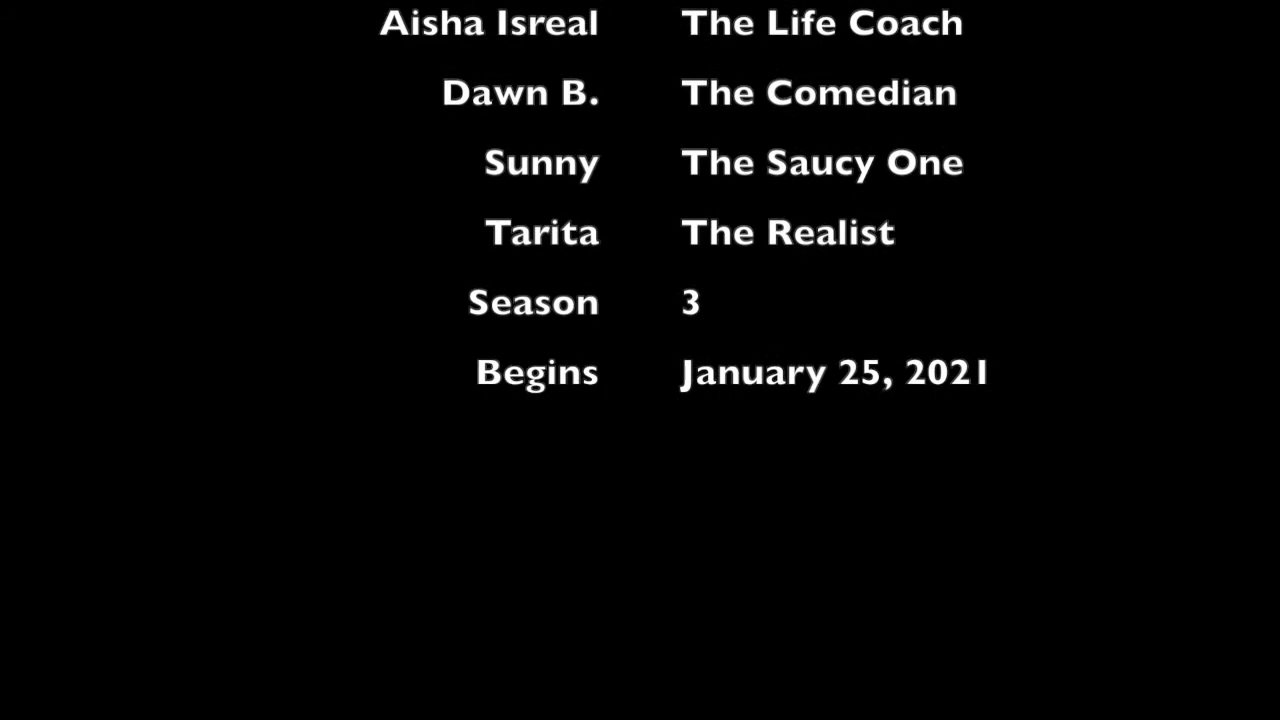 Aisha Isreal The Life Coach
Dawn B. The Comedian
Sunny The Saucy One
Tarita The Realist
Season 3
Begins January 25, 2021